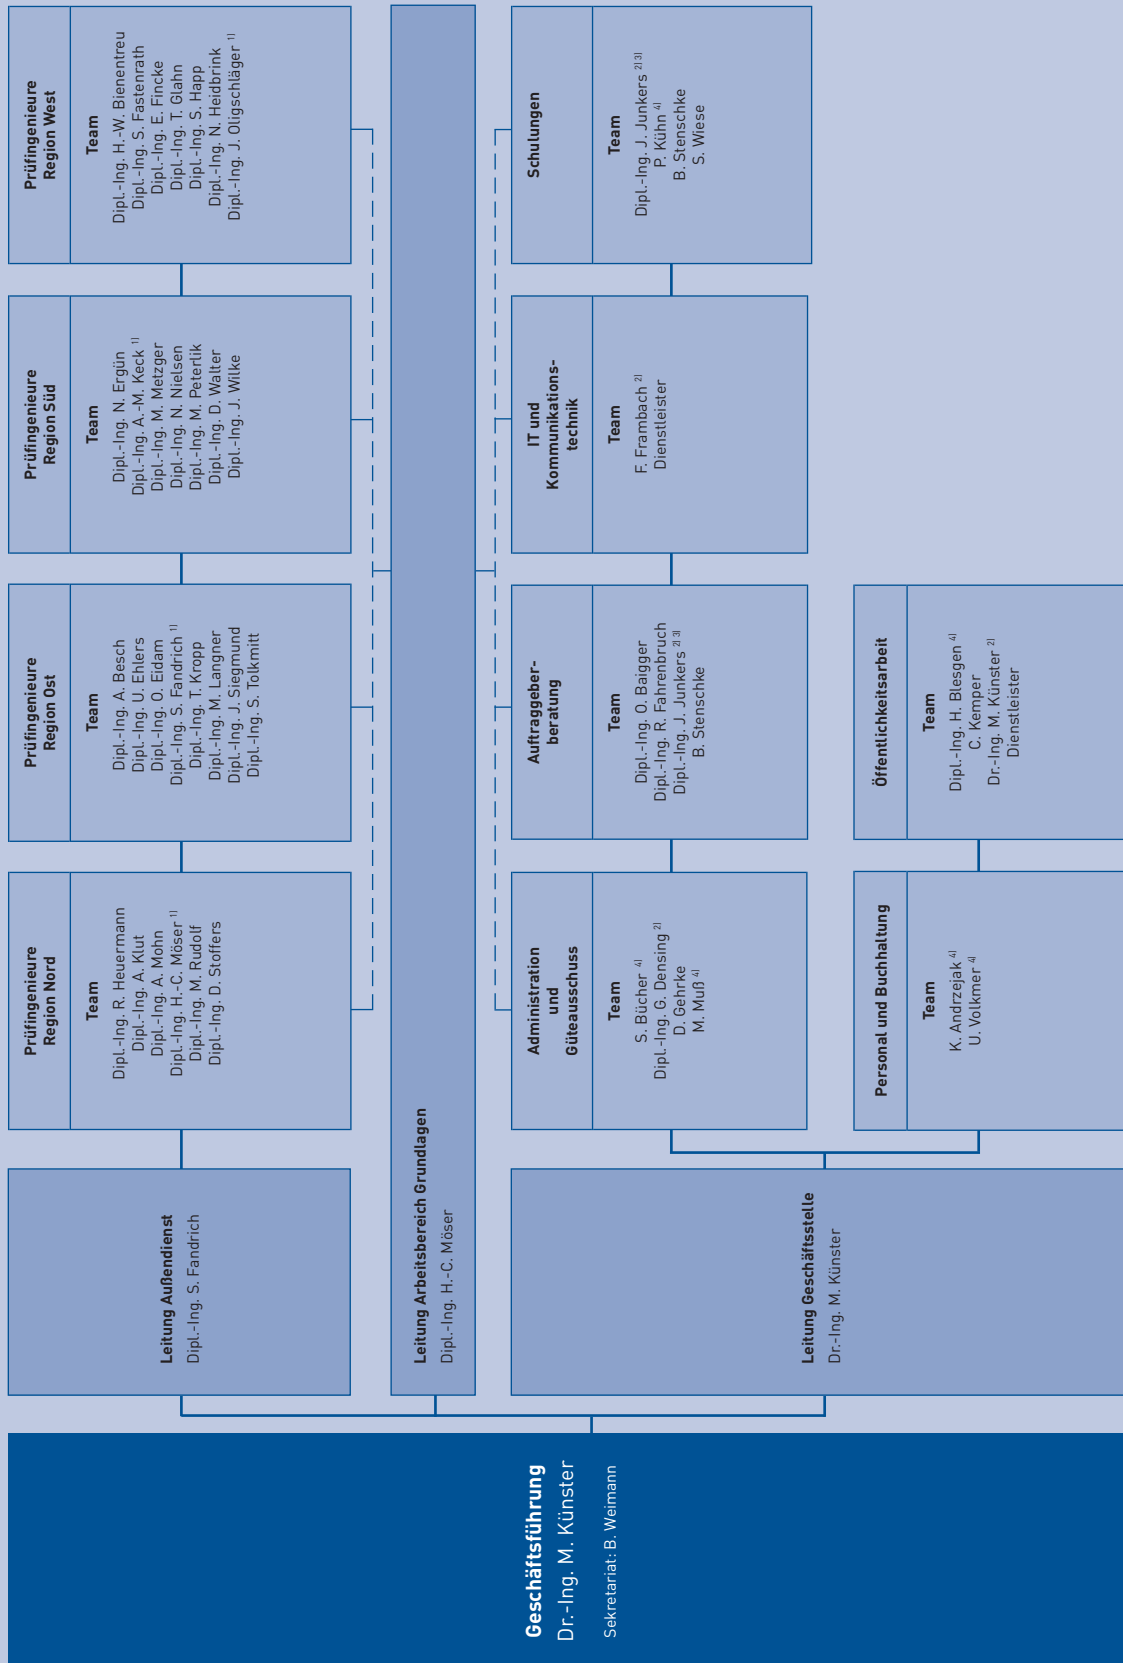 Geschäftsführung
Dr.-Ing. M. Künster
Sekretariat: B. Weimann
Leitung Außendienst
Dipl.-Ing. S. Fandrich
Prüfingenieure
Region Nord
Team
Dipl.-Ing. R. Heuermann
Dipl.-Ing. A. Klut
Dipl.-Ing. A. Mohn
Dipl.-Ing. H.-C. Möser 1)
Dipl.-Ing. M. Rudolf
Dipl.-Ing. D. Stoffers
Prüfingenieure
Region Ost
Team
Dipl.-Ing. A. Besch
Dipl.-Ing. U. Ehlers
Dipl.-Ing. O. Eidam
Dipl.-Ing. S. Fandrich 1)
Dipl.-Ing. T. Kropp
Dipl.-Ing. M. Langner
Dipl.-Ing. J. Siegmund
Dipl.-Ing. S. Tolkmitt
Prüfingenieure
Region Süd
Team
Dipl.-Ing. N. Ergün
Dipl.-Ing. A.-M. Keck 1)
Dipl.-Ing. M. Metzger
Dipl.-Ing. N. Nielsen
Dipl.-Ing. M. Peterlik
Dipl.-Ing. D. Walter
Dipl.-Ing. J. Wilke
Prüfingenieure
Region West
Team
Dipl.-Ing. H.-W. Bienentreu
Dipl.-Ing. S. Fastenrath
Dipl.-Ing. E. Fincke
Dipl.-Ing. T. Glahn
Dipl.-Ing. S. Happ
Dipl.-Ing. N. Heidbrink
Dipl.-Ing. J. Oligschläger 1)
Leitung Arbeitsbereich Grundlagen
Dipl.-Ing. H.-C. Möser
Leitung Geschäftsstelle
Dr.-Ing. M. Künster
Administration
und
Güteausschuss
Team
S. Bücher 4)
Dipl.-Ing. G. Densing 2)
D. Gehrke
M. Muß 4)
Auftraggeber-
beratung
Team
Dipl.-Ing. O. Baigger
Dipl.-Ing. R. Fahrenbruch
Dipl.-Ing. J. Junkers 2) 3)
B. Stenschke
IT und
Kommunikations-
technik
Team
F. Frambach 2)
Dienstleister
Schulungen
Team
Dipl.-Ing. J. Junkers 2) 3)
P. Kühn 4)
B. Stenschke
S. Wiese
Personal und Buchhaltung
Team
K. Andrzejak 4)
U. Volkmer 4)
Öffentlichkeitsarbeit
Team
Dipl.-Ing. H. Blesgen 4)
C. Kemper
Dr.-Ing. M. Künster 2)
Dienstleister